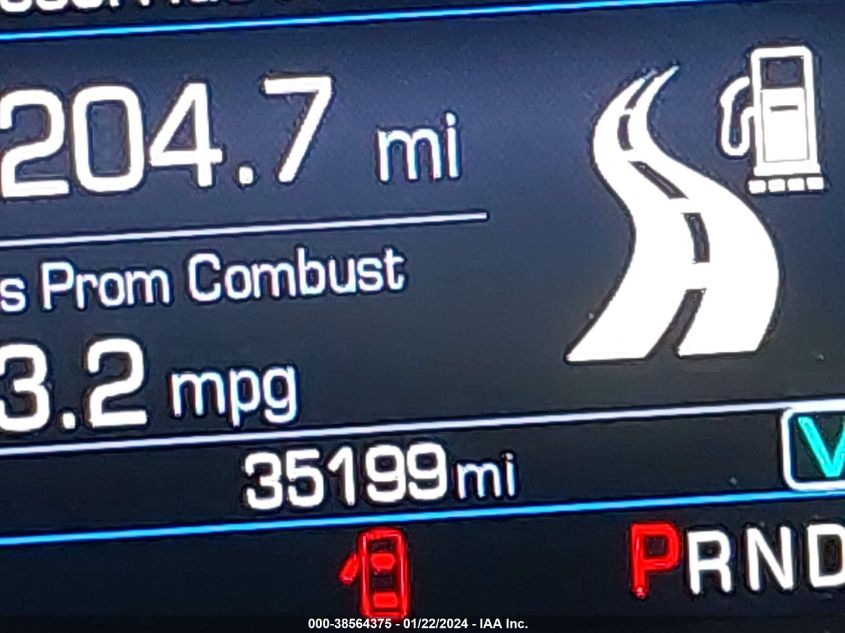 204.7 mi
s Prom Combust
3.2 mpg
35199 mi
V
PRND
000-38564375 - 01/22/2024 - IAA Inc.